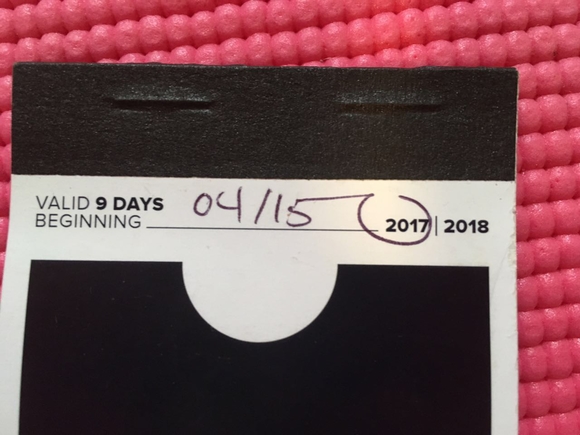 VALID 9 DAYS
BEGINNING 04/15 2017 | 2018